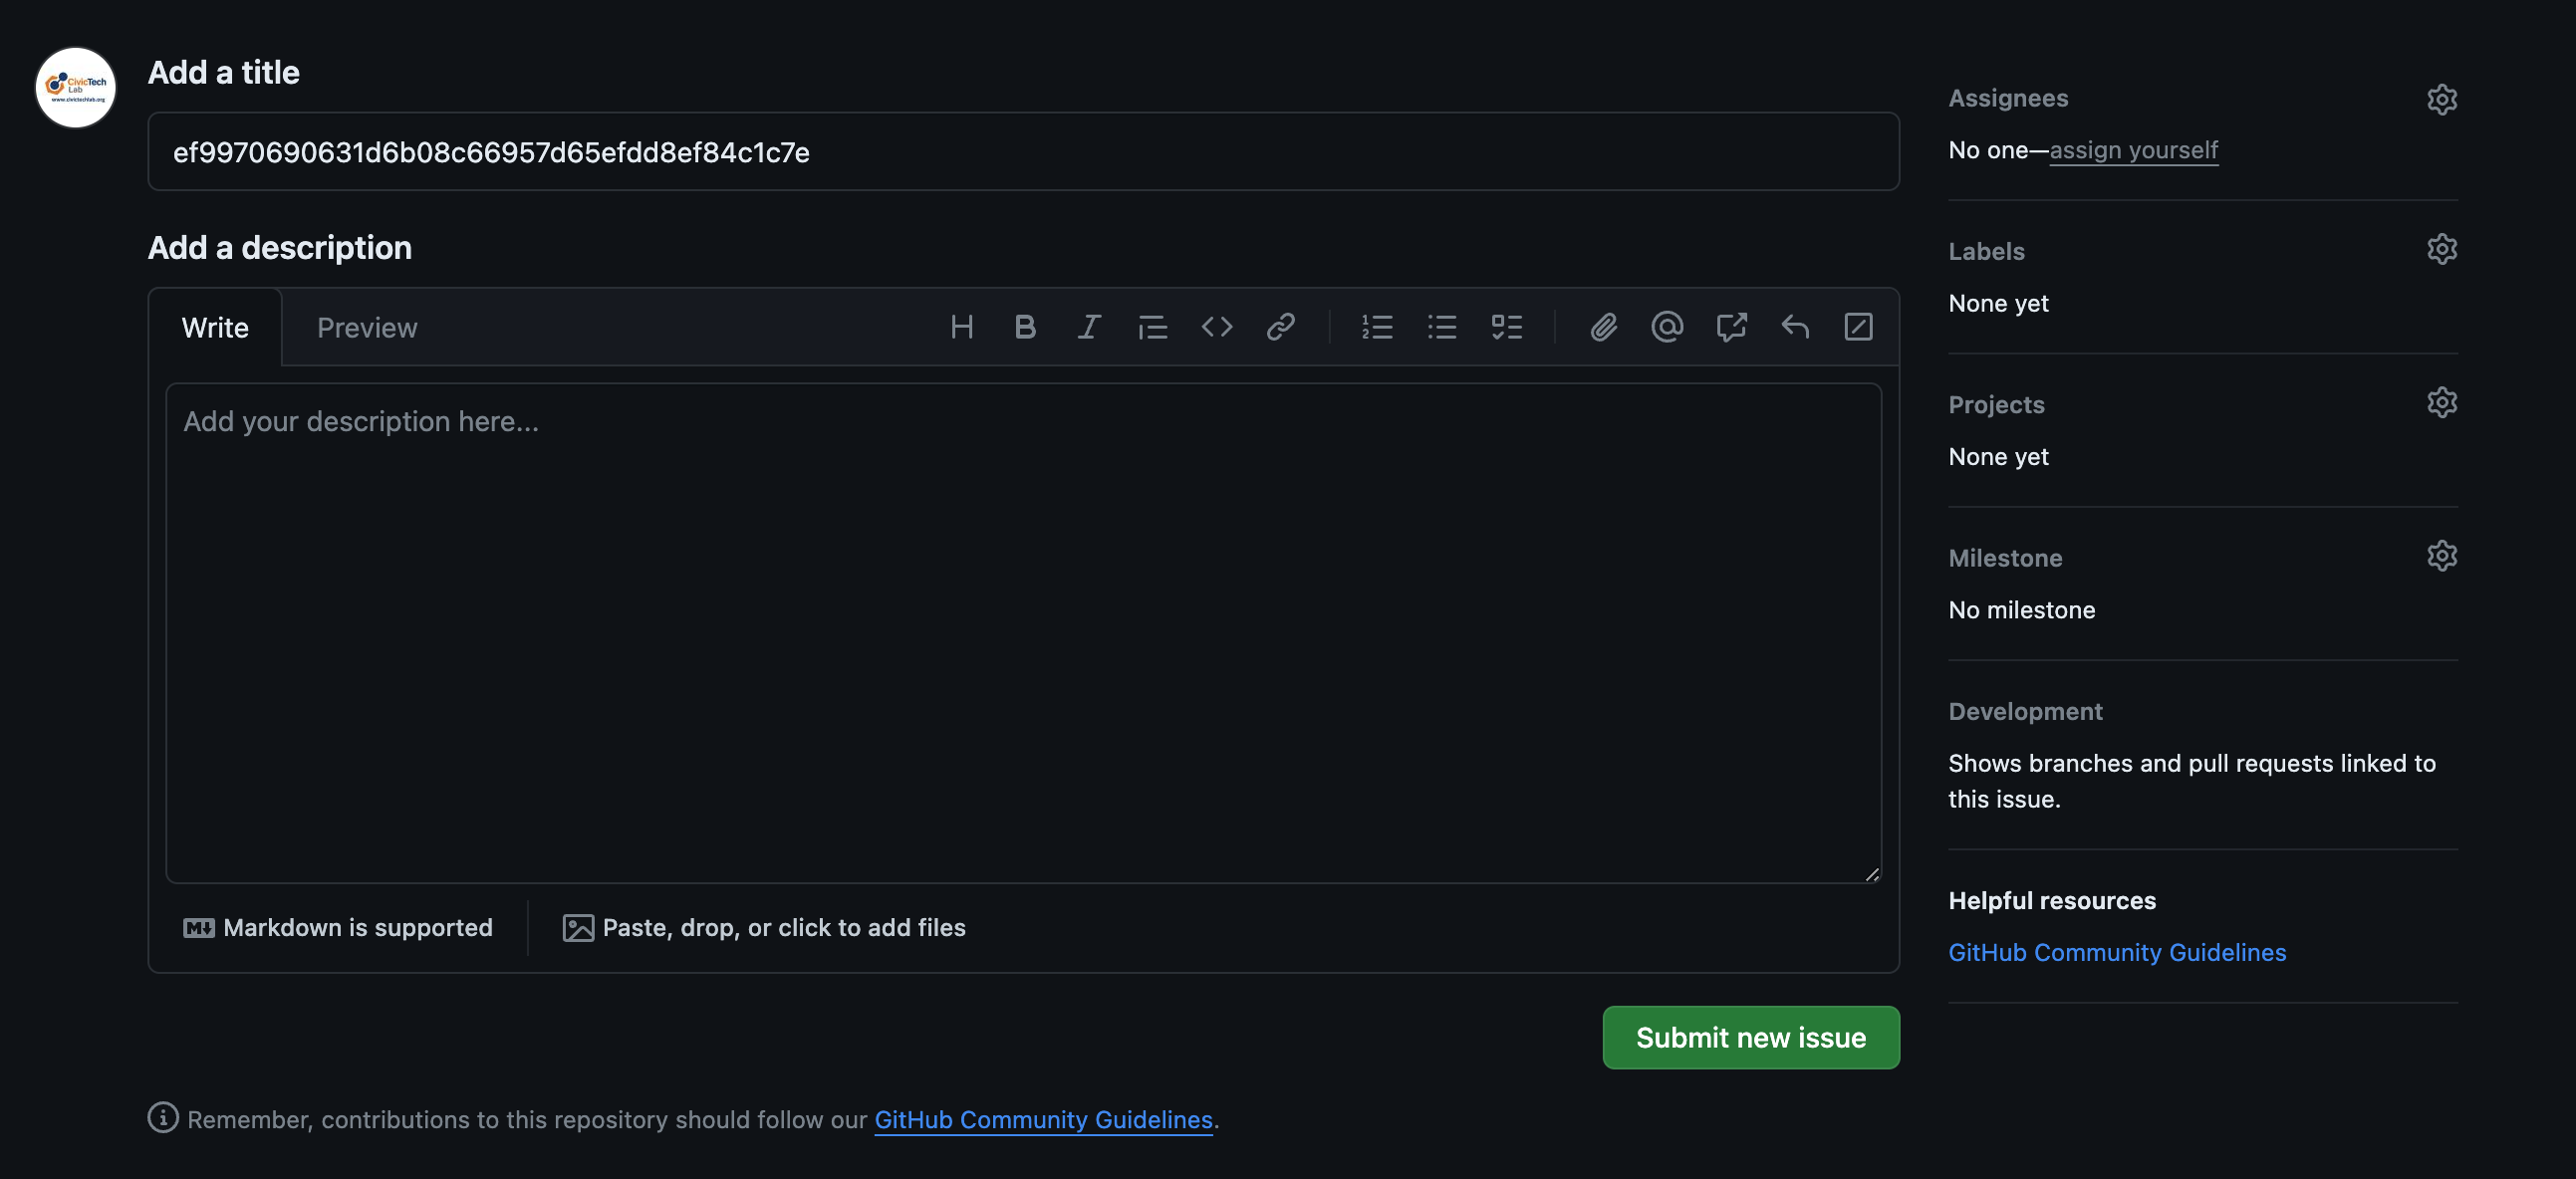 CivicTech
Lab
www.civictechlab.org
Add a title
ef9970690631d6b08c66957d65efdd8ef84c1c7e
Add a description
Write
Preview
Add your description here...
Markdown is supported
Paste, drop, or click to add files
Submit new issue
Remember, contributions to this repository should follow our GitHub Community Guidelines.
Assignees
No one—assign yourself
Labels
None yet
Projects
None yet
Milestone
No milestone
Development
Shows branches and pull requests linked to
this issue.
Helpful resources
GitHub Community Guidelines